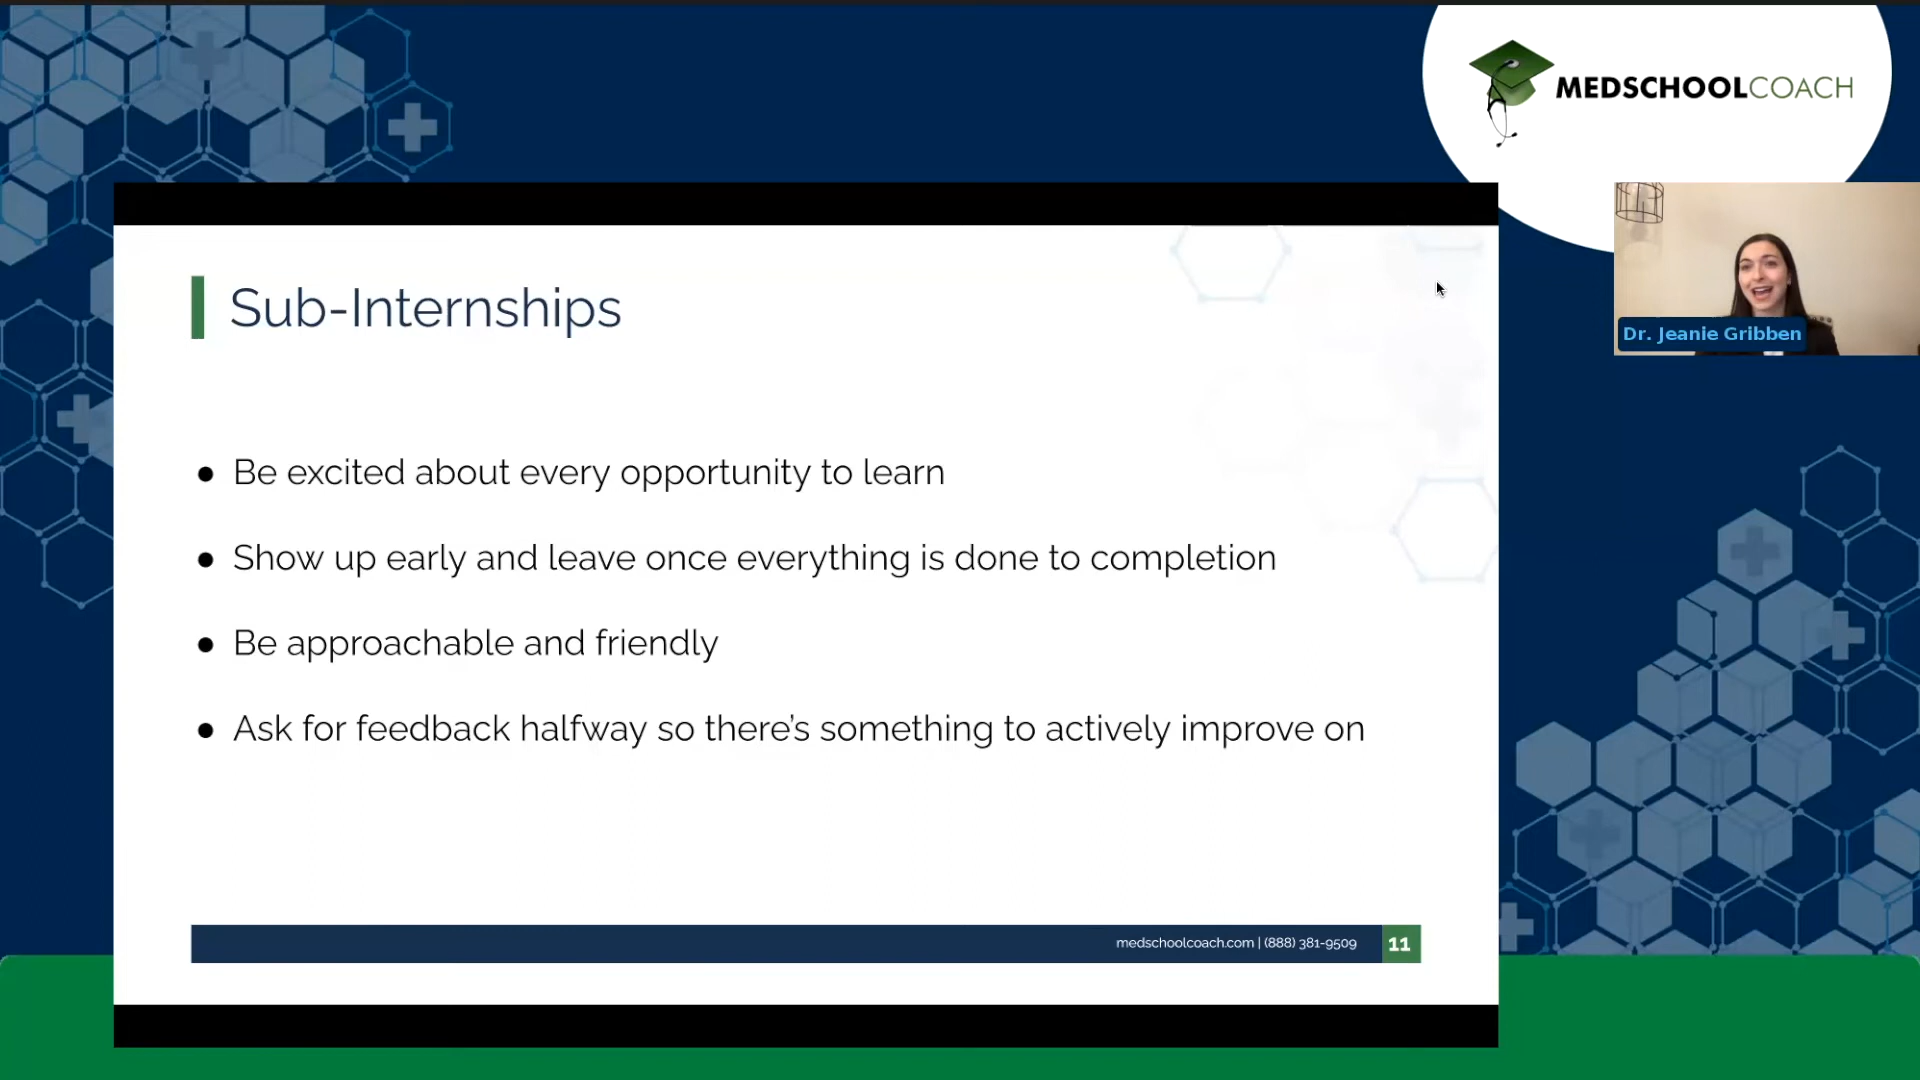 MEDSCHOOLCOACH
Dr. Jeanie Gribben
Sub-Internships
● Be excited about every opportunity to learn
● Show up early and leave once everything is done to completion
● Be approachable and friendly
● Ask for feedback halfway so there's something to actively improve on
medschoolcoach.com | (888) 381-9509 11